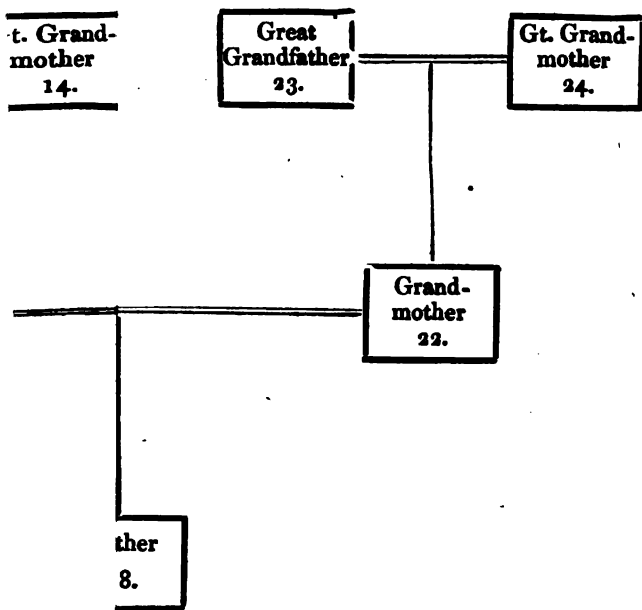 t. Grand-
mother
14.
Great
Grandfather
23.
Gt. Grand-
mother
24.
Grand-
mother
22.
ther
8.